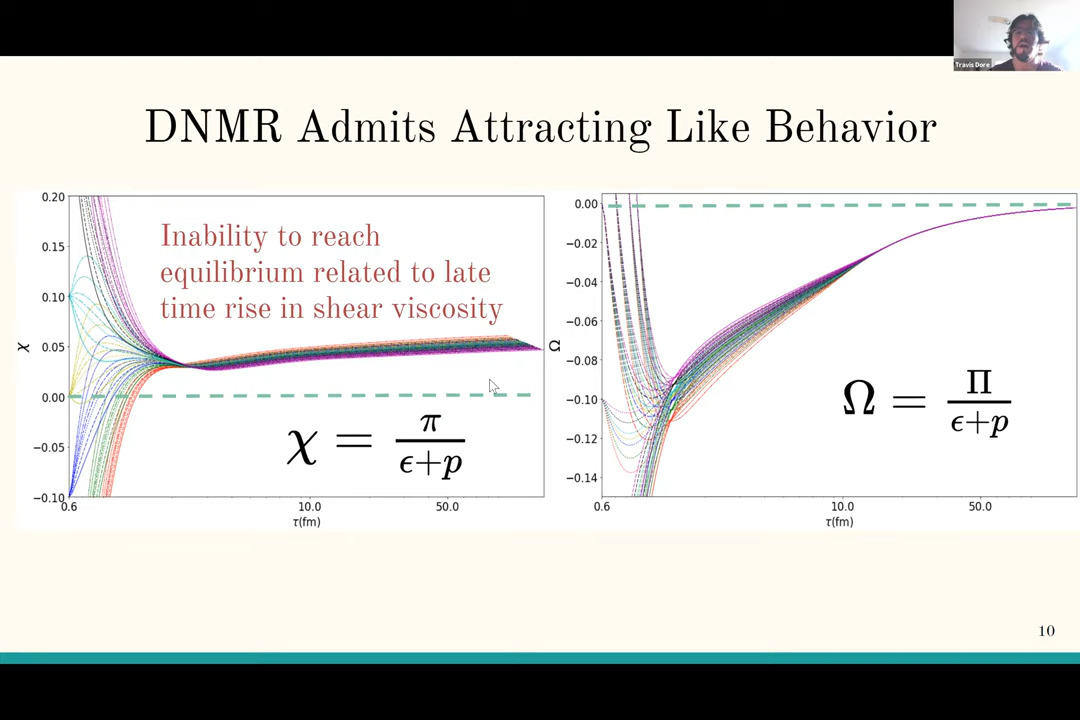 Travis Dore
DNMR Admits Attracting Like Behavior
0.20
0.15
0.10
0.05
0.00
−0.05
−0.10
χ
Inability to reach
equilibrium related to late
time rise in shear viscosity
χ = π / ϵ+p
0.6
10.0
50.0
τ(fm)
0.00
−0.02
−0.04
−0.06
−0.08
−0.10
−0.12
−0.14
Ω
Ω = Π / ϵ+p
0.6
10.0
50.0
τ(fm)
10